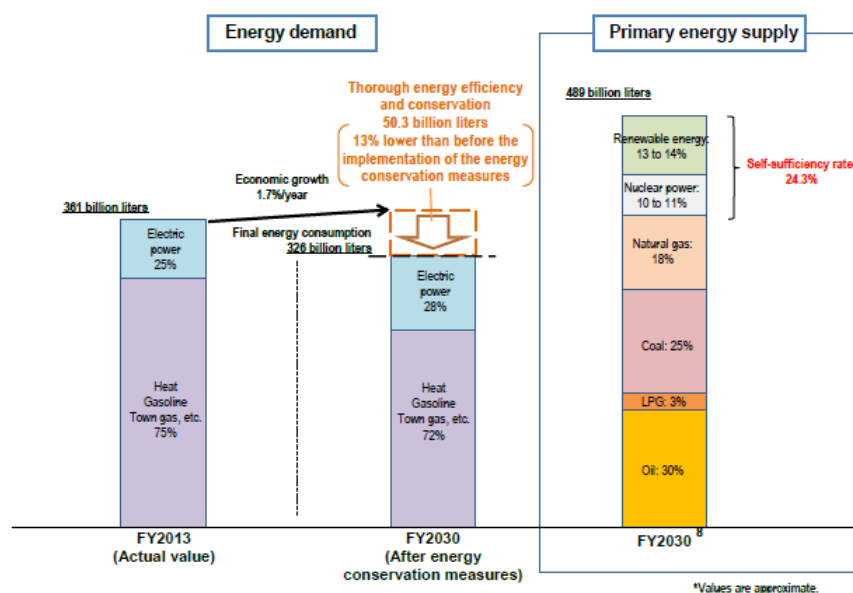 Energy demand
Primary energy supply
Thorough energy efficiency
and conservation
50.3 billion liters
13% lower than before the
implementation of the energy
conservation measures
Economic growth
1.7%/year
361 billion liters
Final energy consumption
326 billion liters
Electric
power
25%
Heat
Gasoline
Town gas, etc.
75%
Electric
power
28%
Heat
Gasoline
Town gas, etc.
72%
489 billion liters
Renewable energy:
13 to 14%
Nuclear power:
10 to 11%
Self-sufficiency rate
24.3%
Natural gas:
18%
Coal: 25%
LPG: 3%
Oil: 30%
FY2013
(Actual value)
FY2030
(After energy
conservation measures)
FY2030 8
*Values are approximate.